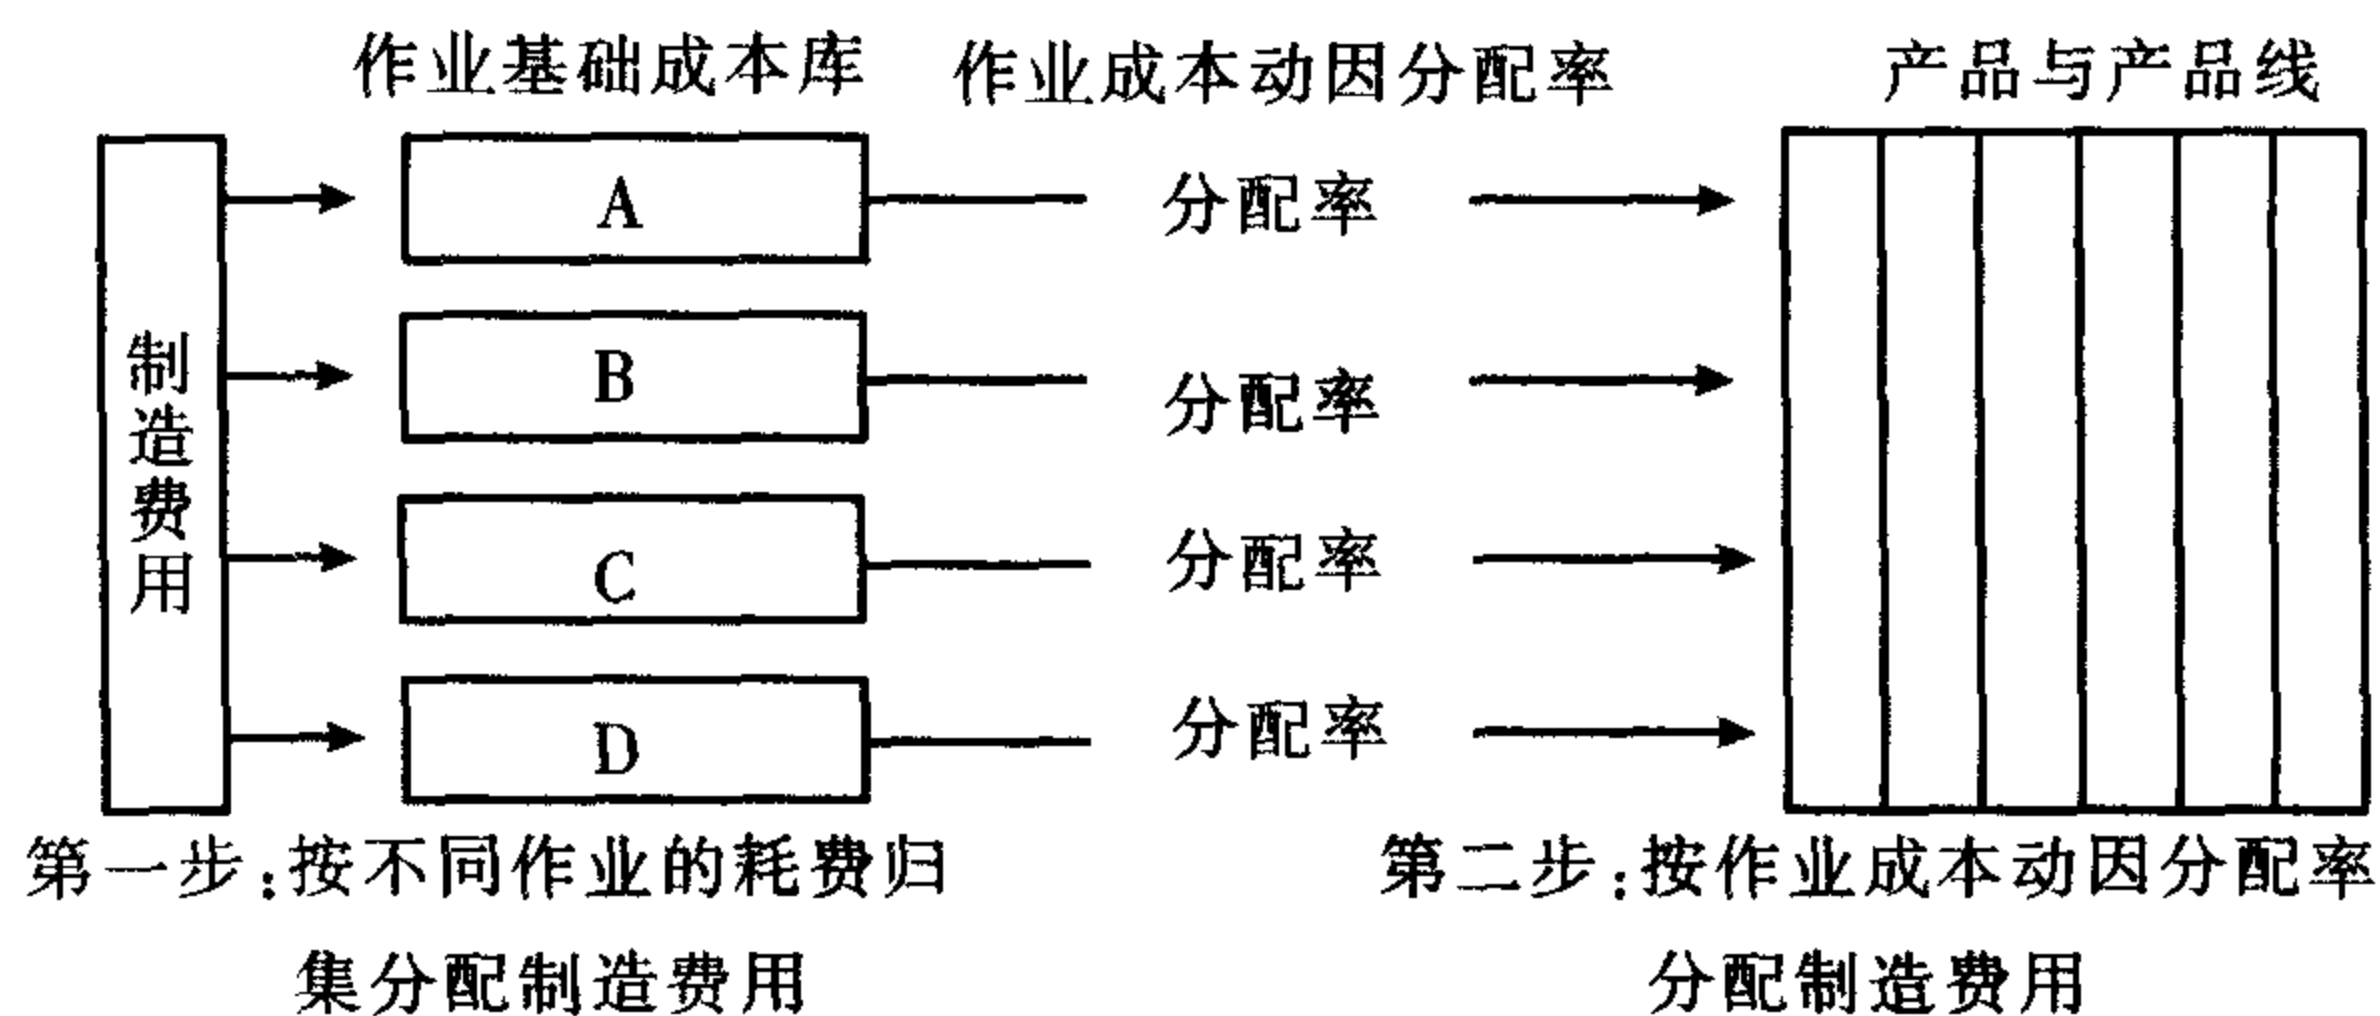 作业基础成本库
作业成本动因分配率
产品与产品线
制造费用
A
分配率
B
分配率
C
分配率
D
分配率
第一步:按不同作业的耗费归
集分配制造费用
第二步:按作业成本动因分配率
分配制造费用